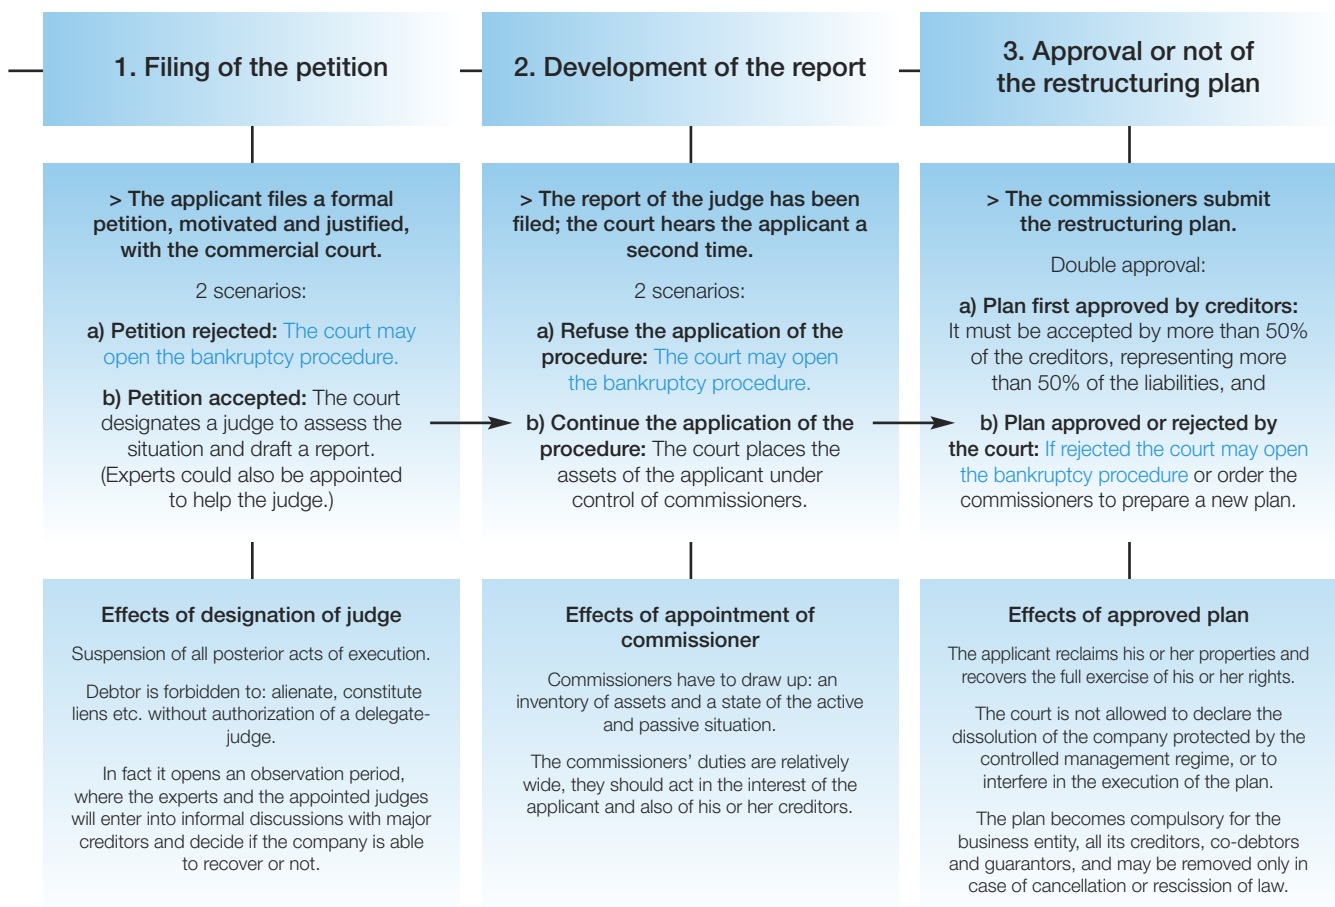 1. Filing of the petition
> The applicant files a formal
petition, motivated and justified,
with the commercial court.
2 scenarios:
a) Petition rejected: The court may
open the bankruptcy procedure.
b) Petition accepted: The court
designates a judge to assess the
situation and draft a report.
(Experts could also be appointed
to help the judge.)
Effects of designation of judge
Suspension of all posterior acts of execution.
Debtor is forbidden to: alienate, constitute
liens etc. without authorization of a delegate-
judge.
In fact it opens an observation period,
where the experts and the appointed judges
will enter into informal discussions with major
creditors and decide if the company is able
to recover or not.
2. Development of the report
> The report of the judge has been
filed; the court hears the applicant a
second time.
2 scenarios:
a) Refuse the application of the
procedure: The court may open
the bankruptcy procedure.
b) Continue the application of the
procedure: The court places the
assets of the applicant under
control of commissioners.
Effects of appointment of
commissioner
Commissioners have to draw up: an
inventory of assets and a state of the active
and passive situation.
The commissioners’ duties are relatively
wide, they should act in the interest of the
applicant and also of his or her creditors.
3. Approval or not of
the restructuring plan
> The commissioners submit
the restructuring plan.
Double approval:
a) Plan first approved by creditors:
It must be accepted by more than 50%
of the creditors, representing more
than 50% of the liabilities, and
b) Plan approved or rejected by
the court: If rejected the court may open
the bankruptcy procedure or order the
commissioners to prepare a new plan.
Effects of approved plan
The applicant reclaims his or her properties and
recovers the full exercise of his or her rights.
The court is not allowed to declare the
dissolution of the company protected by the
controlled management regime, or to
interfere in the execution of the plan.
The plan becomes compulsory for the
business entity, all its creditors, co-debtors
and guarantors, and may be removed only in
case of cancellation or rescission of law.